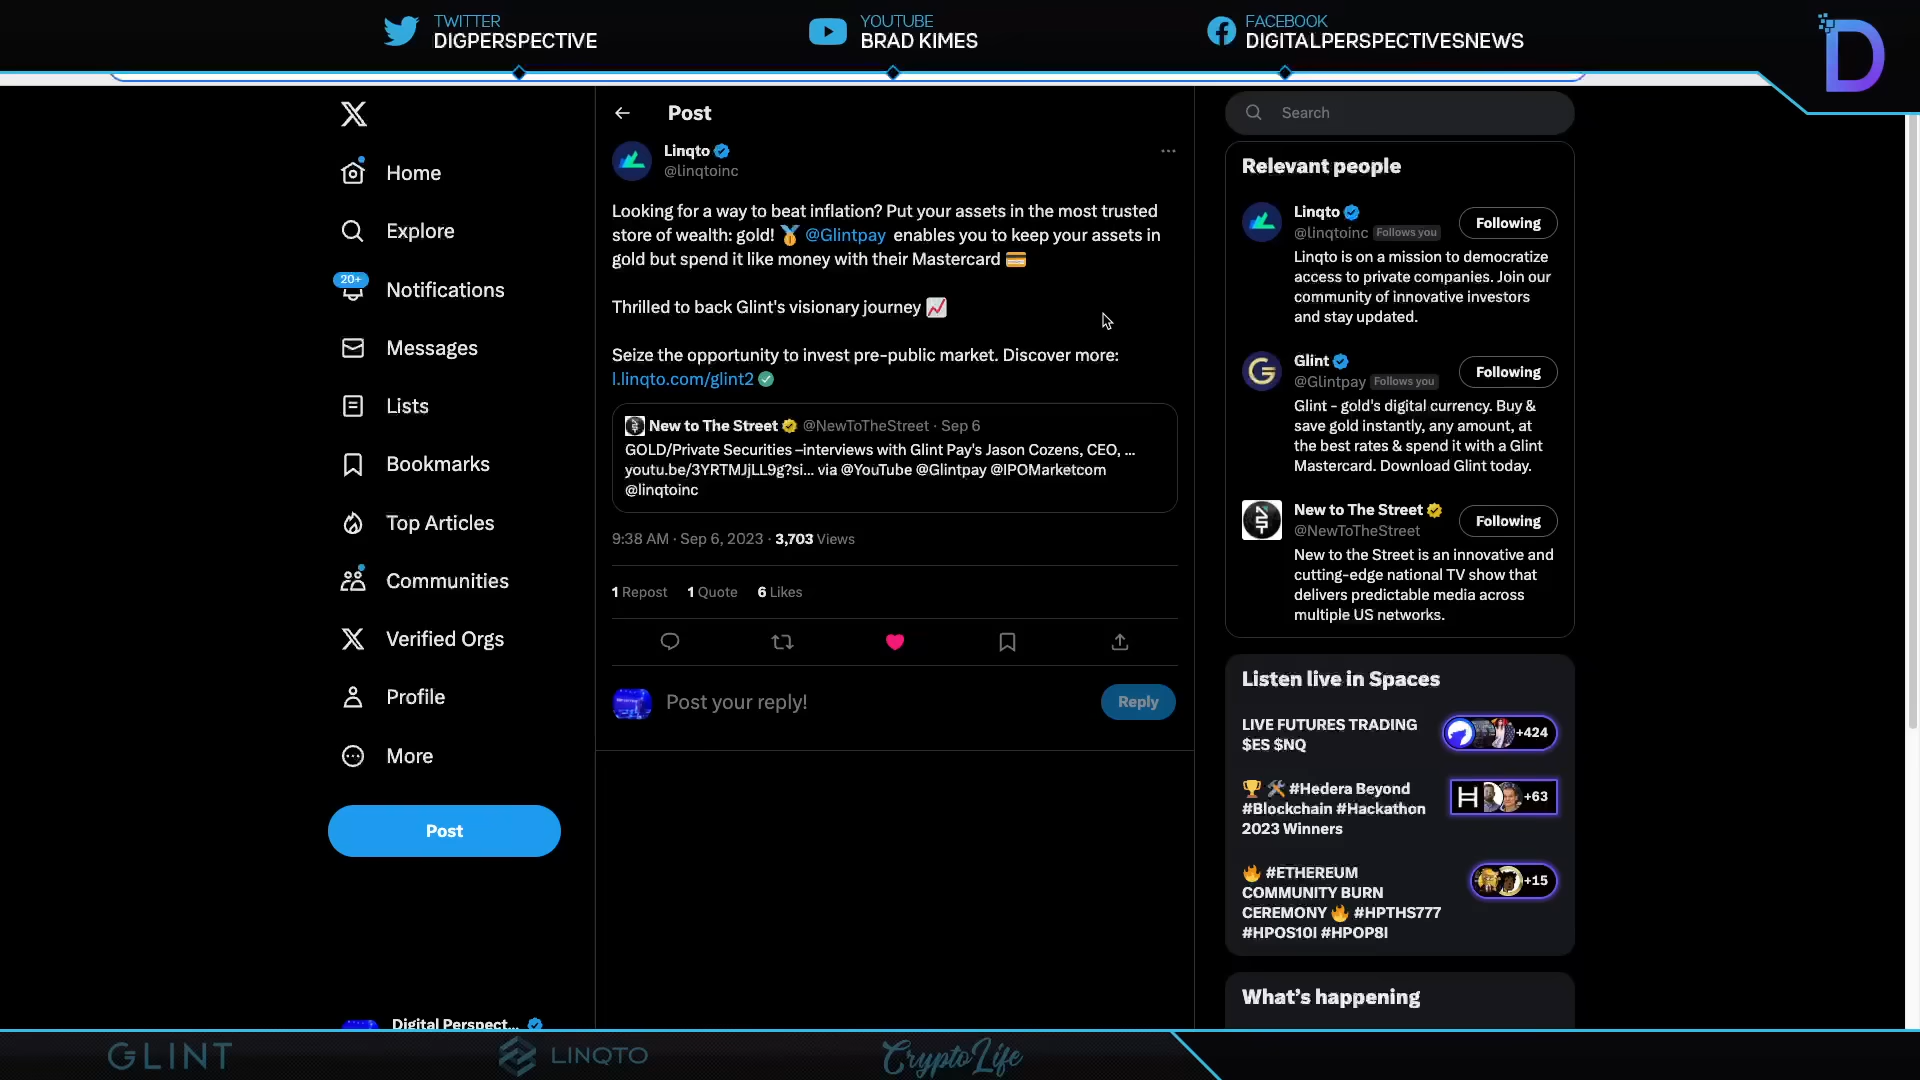 TWITTER
DIGPERSPECTIVE
YOUTUBE
BRAD KIMES
FACEBOOK
DIGITALPERSPECTIVESNEWS
Home
Explore
20+
Notifications
Messages
Lists
Bookmarks
Top Articles
Communities
Verified Orgs
Profile
More
Post
Digital Perspect...
Post
Linqto
@linqtoinc
Looking for a way to beat inflation? Put your assets in the most trusted
store of wealth: gold! 🥇 @Glintpay enables you to keep your assets in
gold but spend it like money with their Mastercard 💳
Thrilled to back Glint's visionary journey 📈
Seize the opportunity to invest pre-public market. Discover more:
l.linqto.com/glint2
New to The Street @NewToTheStreet · Sep 6
GOLD/Private Securities –interviews with Glint Pay's Jason Cozens, CEO, ...
youtu.be/3YRTMJjLL9g?si... via @YouTube @Glintpay @IPOMarketcom
@linqtoinc
9:38 AM · Sep 6, 2023 · 3,703 Views
1 Repost 1 Quote 6 Likes
Post your reply!
Reply
Search
Relevant people
Linqto
@linqtoinc Follows you
Following
Linqto is on a mission to democratize
access to private companies. Join our
community of innovative investors
and stay updated.
Glint
@Glintpay Follows you
Following
Glint - gold's digital currency. Buy &
save gold instantly, any amount, at
the best rates & spend it with a Glint
Mastercard. Download Glint today.
New to The Street
@NewToTheStreet
Following
New to the Street is an innovative and
cutting-edge national TV show that
delivers predictable media across
multiple US networks.
Listen live in Spaces
LIVE FUTURES TRADING
$ES $NQ
+424
🏆 🛠 #Hedera Beyond
#Blockchain #Hackathon
2023 Winners
+63
🔥 #ETHEREUM
COMMUNITY BURN
CEREMONY 🔥 #HPTHS777
#HPOS10I #HPOP8I
+15
What's happening
GLINT
LINQTO
CryptoLife